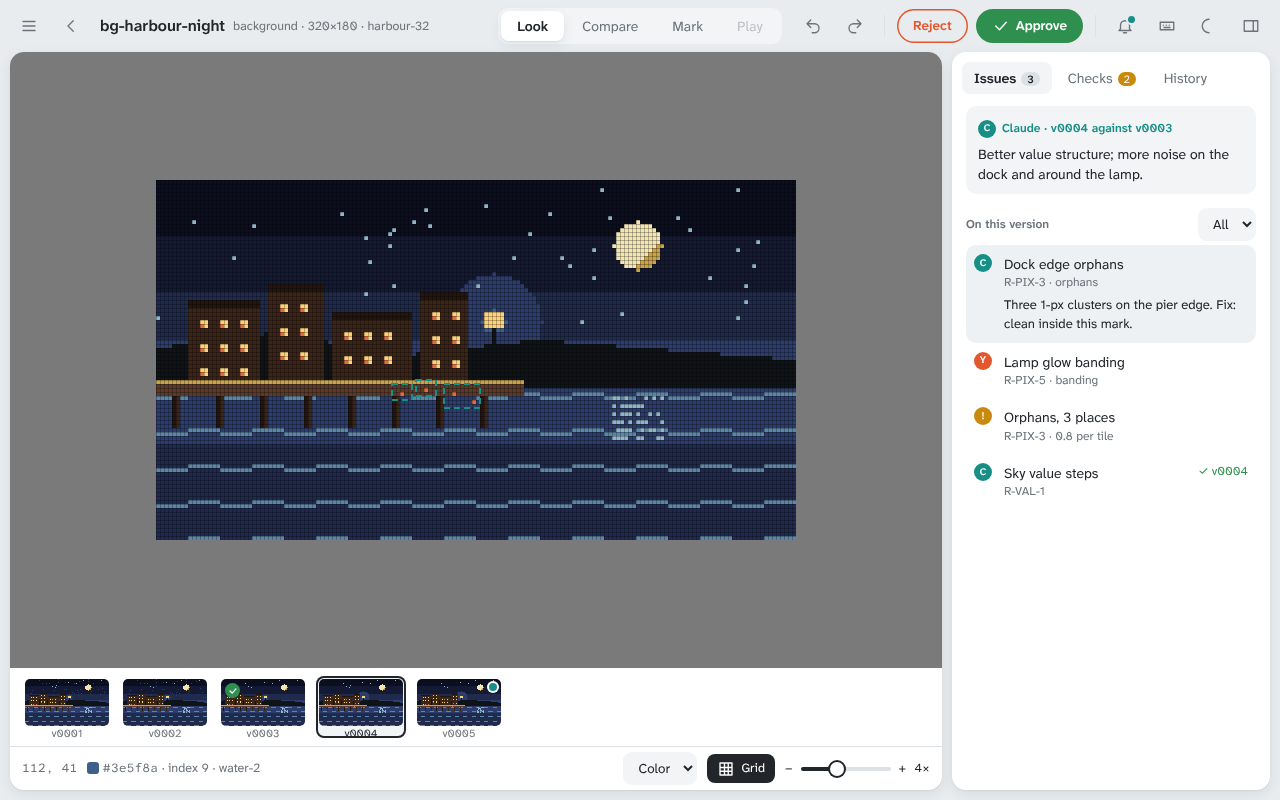 bg-harbour-night background · 320×180 · harbour-32 Look Compare Mark Play Reject Approve
Issues 3 Checks 2 History
C Claude · v0004 against v0003
Better value structure; more noise on the
dock and around the lamp.
On this version All
C Dock edge orphans
R-PIX-3 · orphans
Three 1-px clusters on the pier edge. Fix:
clean inside this mark.
Y Lamp glow banding
R-PIX-5 · banding
! Orphans, 3 places
R-PIX-3 · 0.8 per tile
C Sky value steps ✓ v0004
R-VAL-1
v0001 v0002 v0003 v0004 v0005
112, 41 #3e5f8a · index 9 · water-2 Color Grid − + 4×